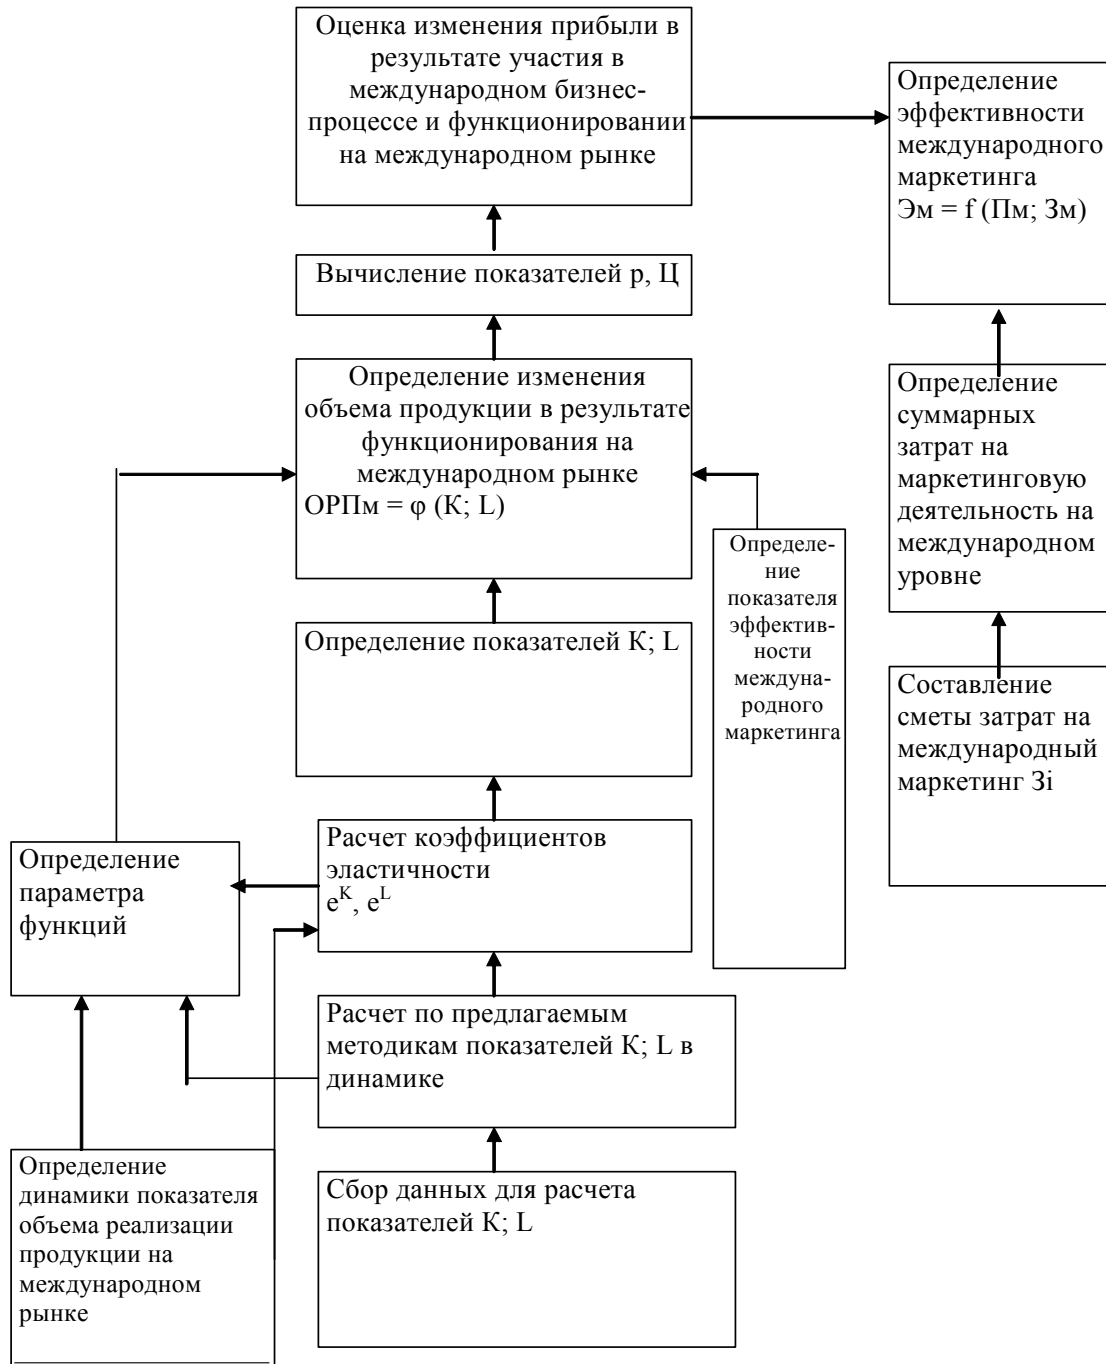 Оценка изменения прибыли в
результате участия в
международном бизнес-
процессе и функционировании
на международном рынке
Определение
эффективности
международного
маркетинга
Эм = f (Пм; Зм)
Вычисление показателей р, Ц
Определение изменения
объема продукции в результате
функционирования на
международном рынке
ОРПм = φ (К; L)
Определение
суммарных
затрат на
маркетинговую
деятельность на
международном
уровне
Определе-
ние
показателя
эффектив-
ности
междуна-
родного
маркетинга
Определение показателей К; L
Составление
сметы затрат на
международный
маркетинг Зi
Расчет коэффициентов
эластичности
e^K, e^L
Определение
параметра
функций
Расчет по предлагаемым
методикам показателей К; L в
динамике
Определение
динамики показателя
объема реализации
продукции на
международном
рынке
Сбор данных для расчета
показателей К; L